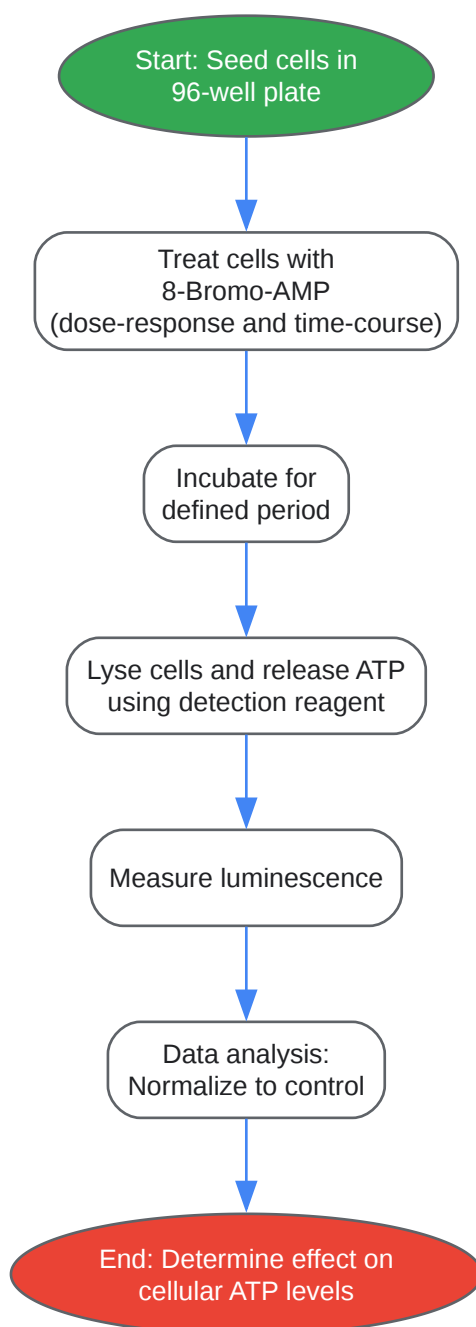 Start: Seed cells in
96-well plate
Treat cells with
8-Bromo-AMP
(dose-response and time-course)
Incubate for
defined period
Lyse cells and release ATP
using detection reagent
Measure luminescence
Data analysis:
Normalize to control
End: Determine effect on
cellular ATP levels